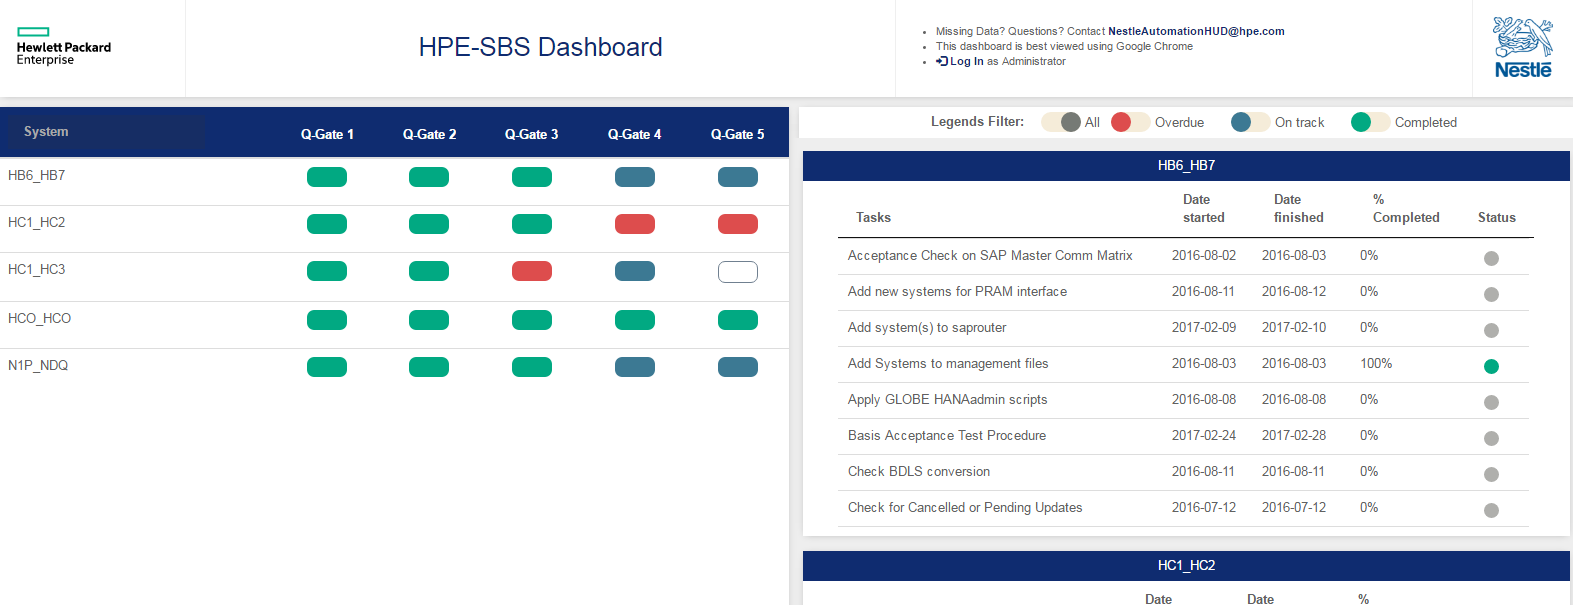 Hewlett Packard
Enterprise
HPE-SBS Dashboard
Missing Data? Questions? Contact NestleAutomationHUD@hpe.com
This dashboard is best viewed using Google Chrome
Log In as Administrator
Nestlé
System Q-Gate 1 Q-Gate 2 Q-Gate 3 Q-Gate 4 Q-Gate 5
HB6_HB7
HC1_HC2
HC1_HC3
HCO_HCO
N1P_NDQ
Legends Filter: All Overdue On track Completed
HB6_HB7
Tasks Date started Date finished % Completed Status
Acceptance Check on SAP Master Comm Matrix 2016-08-02 2016-08-03 0%
Add new systems for PRAM interface 2016-08-11 2016-08-12 0%
Add system(s) to saprouter 2017-02-09 2017-02-10 0%
Add Systems to management files 2016-08-03 2016-08-03 100%
Apply GLOBE HANAadmin scripts 2016-08-08 2016-08-08 0%
Basis Acceptance Test Procedure 2017-02-24 2017-02-28 0%
Check BDLS conversion 2016-08-11 2016-08-11 0%
Check for Cancelled or Pending Updates 2016-07-12 2016-07-12 0%
HC1_HC2
Date Date %